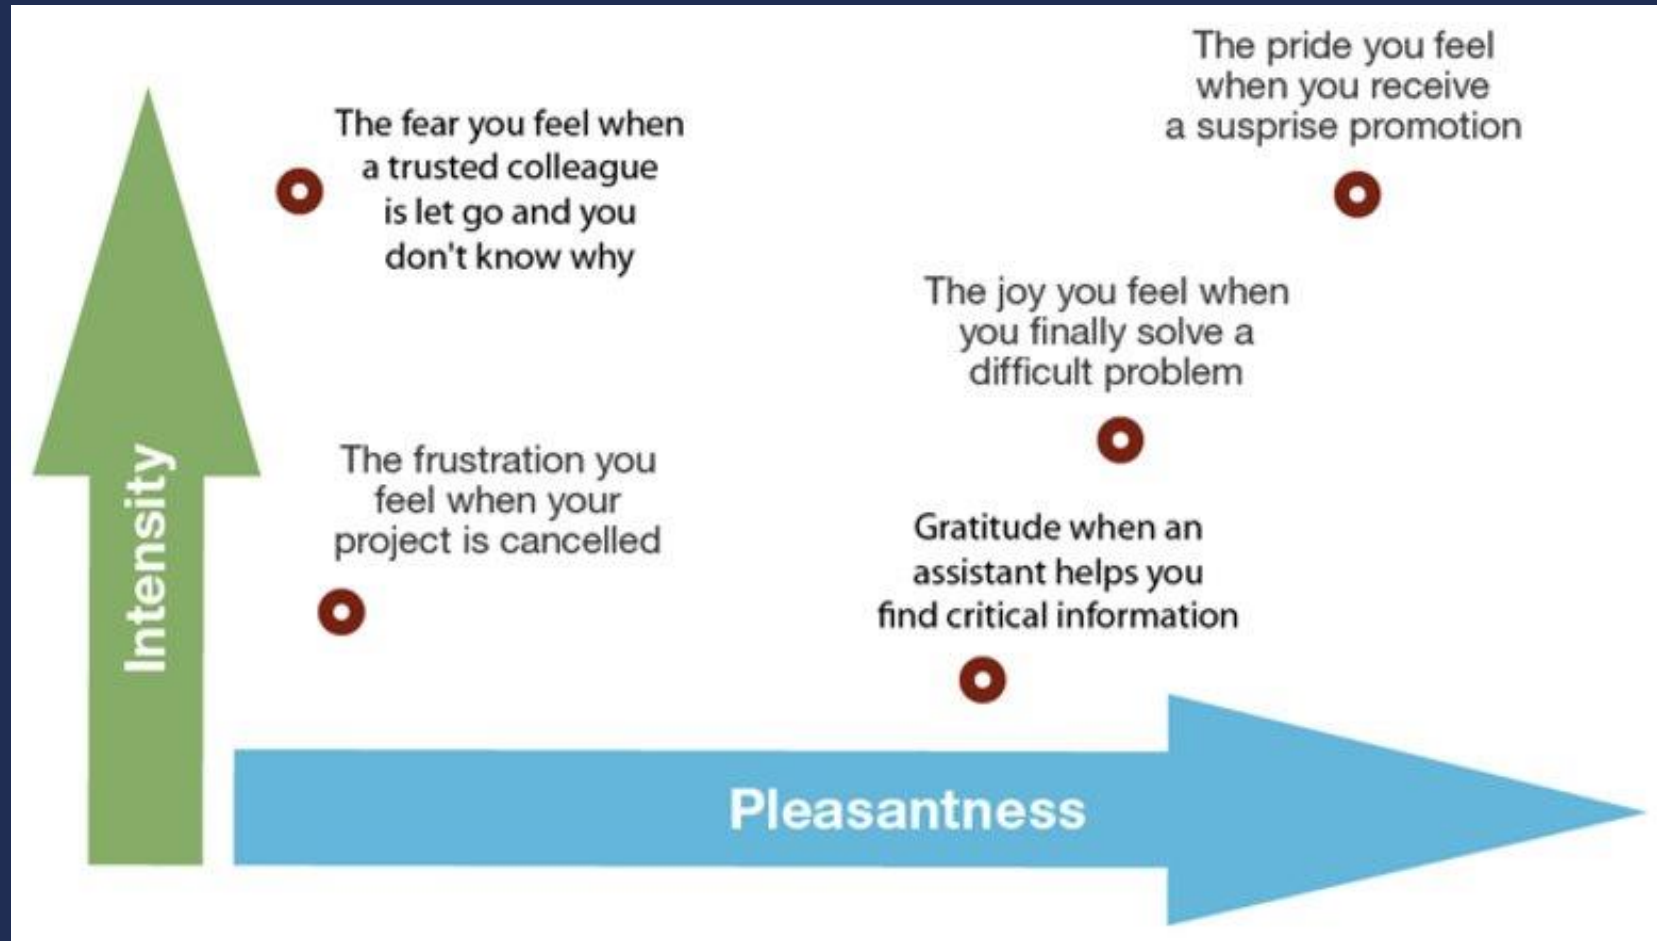 The pride you feel
when you receive
a susprise promotion
The fear you feel when
a trusted colleague
is let go and you
don't know why
The joy you feel when
you finally solve a
difficult problem
The frustration you
feel when your
project is cancelled
Gratitude when an
assistant helps you
find critical information
Intensity
Pleasantness